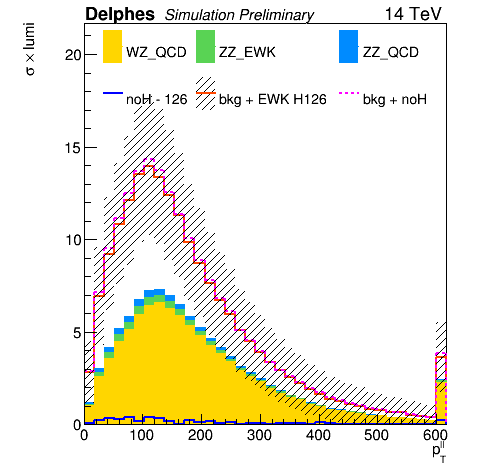 Delphes Simulation Preliminary 14 TeV
σ × lumi
WZ_QCD ZZ_EWK ZZ_QCD
noH - 126 bkg + EWK H126 bkg + noH
20
15
10
5
0
0 100 200 300 400 500 600
p_T^{ll}